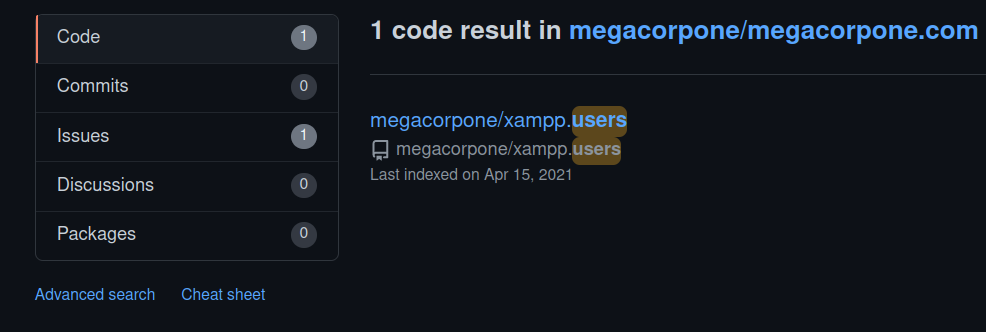 Code 1
Commits 0
Issues 1
Discussions 0
Packages 0
Advanced search Cheat sheet
1 code result in megacorpone/megacorpone.com
megacorpone/xampp.users
megacorpone/xampp.users
Last indexed on Apr 15, 2021